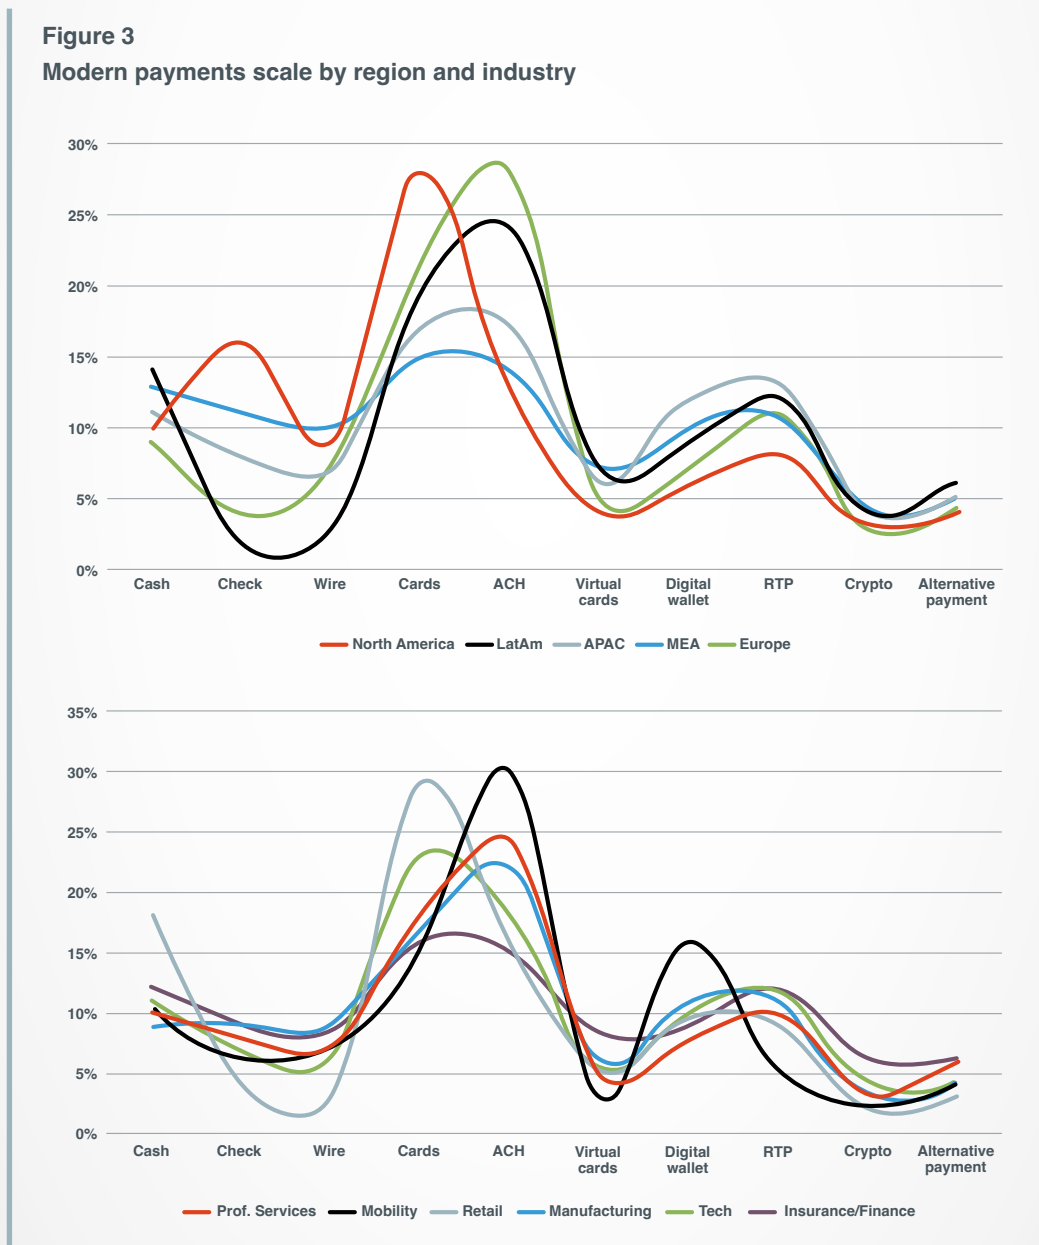 Figure 3
Modern payments scale by region and industry
30%
25%
20%
15%
10%
5%
0%
Cash Check Wire Cards ACH Virtual cards Digital wallet RTP Crypto Alternative payment
North America LatAm APAC MEA Europe
35%
30%
25%
20%
15%
10%
5%
0%
Cash Check Wire Cards ACH Virtual cards Digital wallet RTP Crypto Alternative payment
Prof. Services Mobility Retail Manufacturing Tech Insurance/Finance